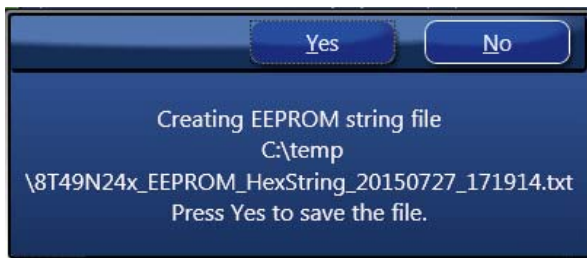 Yes No
Creating EEPROM string file
C:\temp
\8T49N24x_EEPROM_HexString_20150727_171914.txt
Press Yes to save the file.